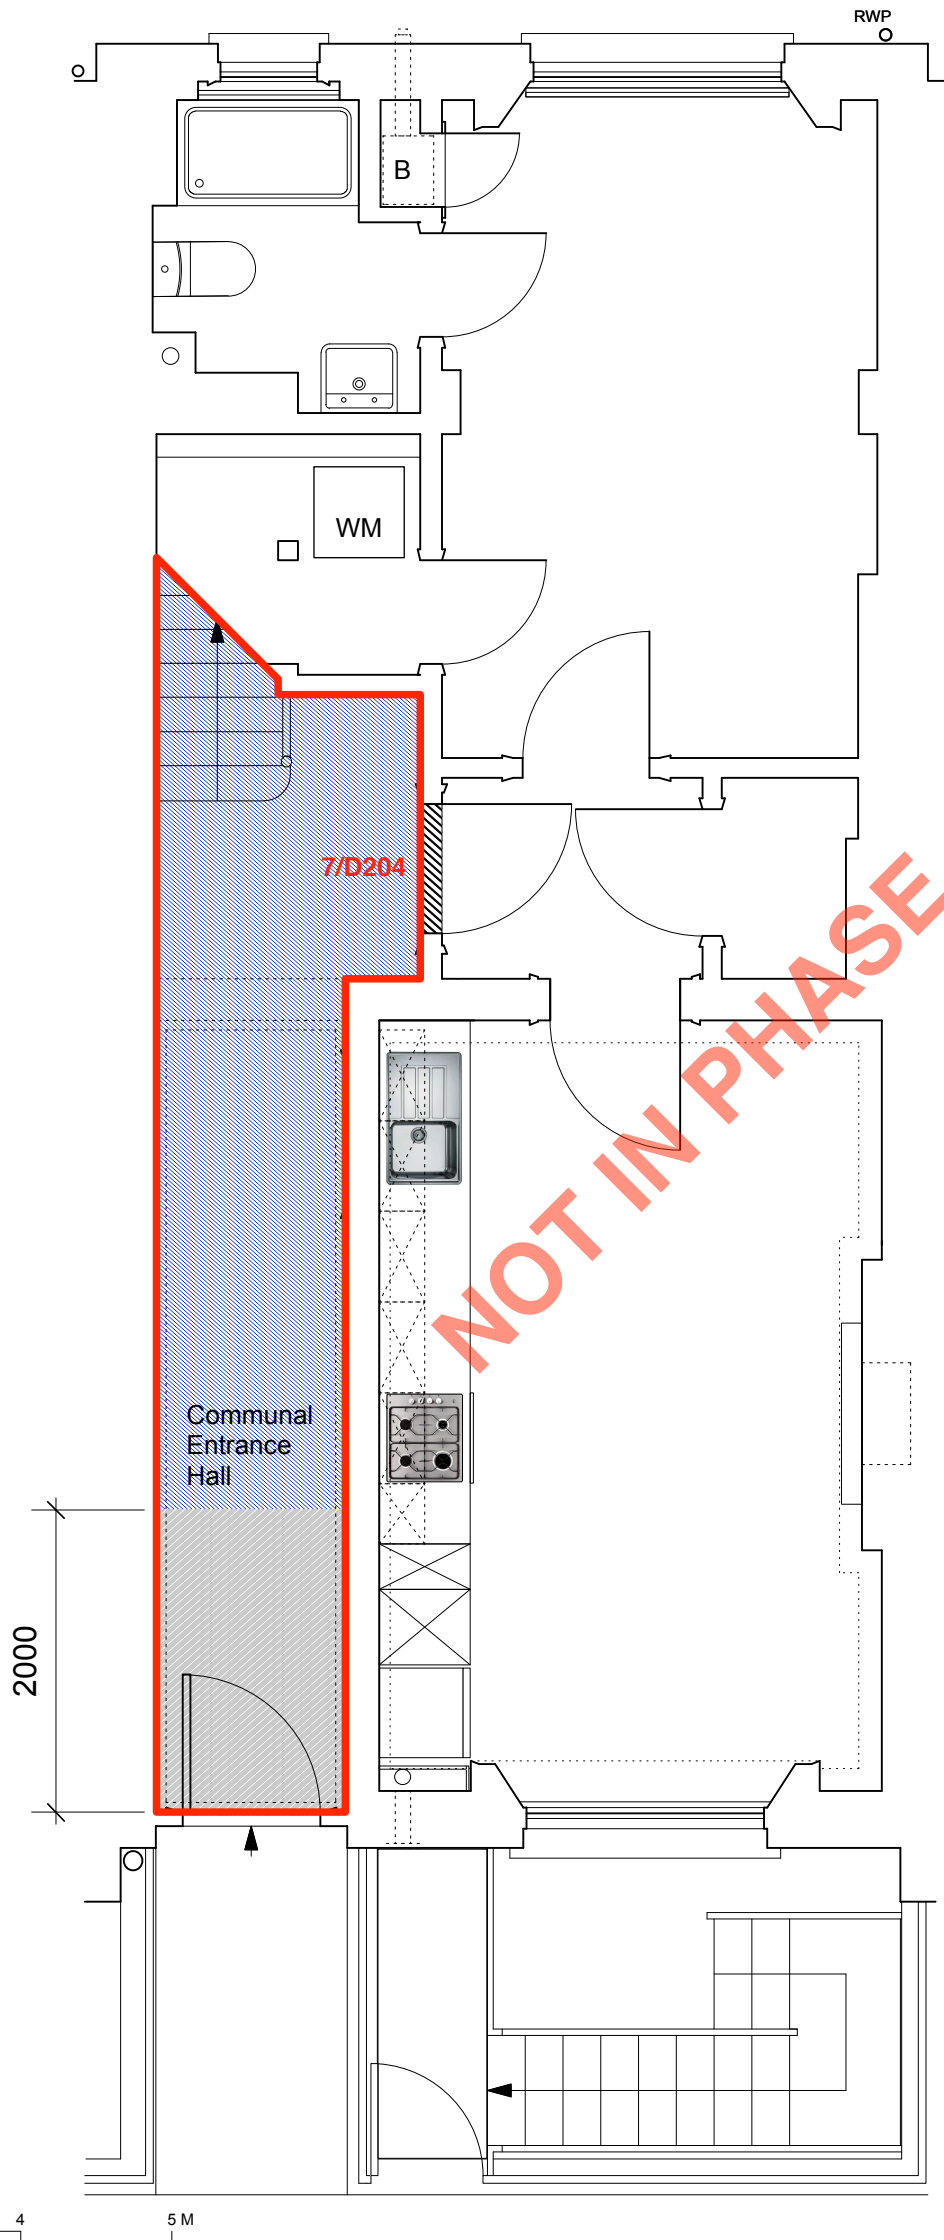 RWP
B
WM
7/D204
NOT IN PHASE
Communal
Entrance
Hall
2000
4
5 M